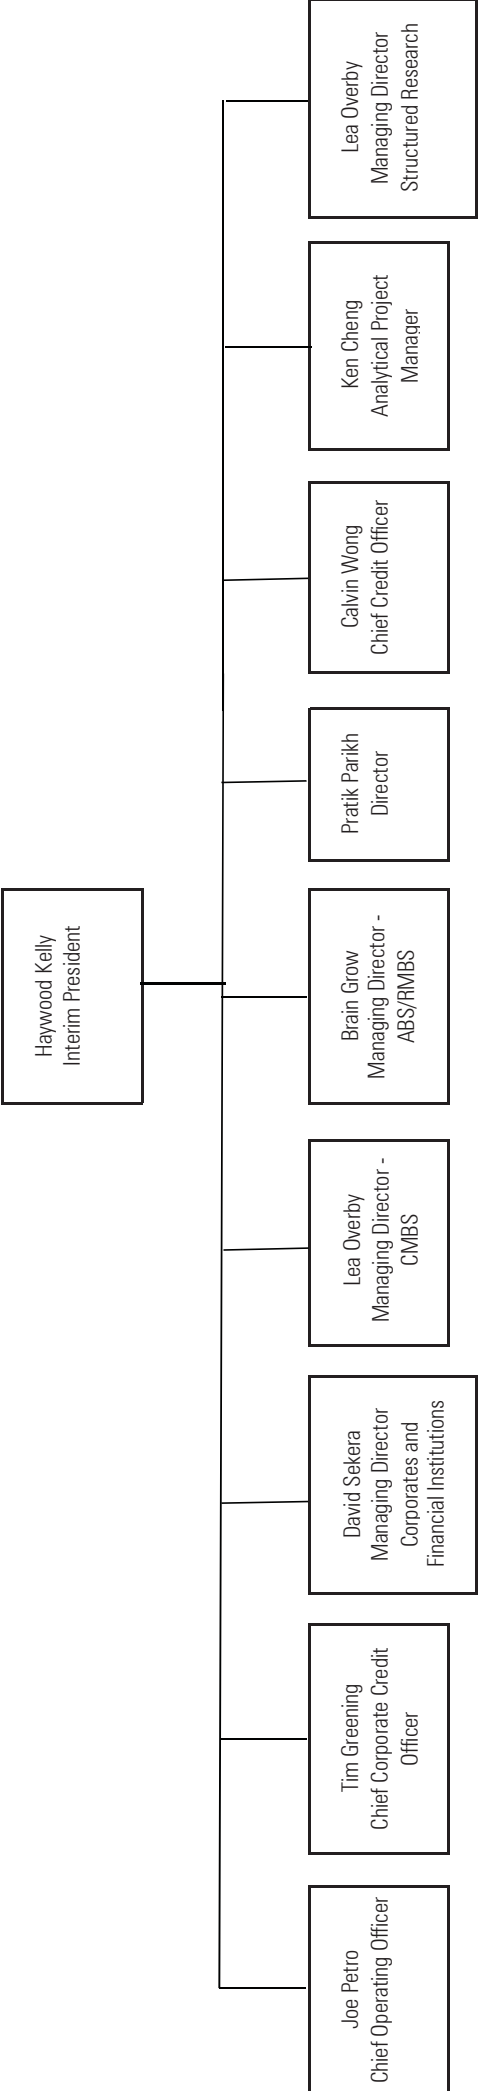 Haywood Kelly
Interim President
Joe Petro
Chief Operating Officer
Tim Greening
Chief Corporate Credit
Officer
David Sekera
Managing Director
Corporates and
Financial Institutions
Lea Overby
Managing Director -
CMBS
Brain Grow
Managing Director -
ABS/RMBS
Pratik Parikh
Director
Calvin Wong
Chief Credit Officer
Ken Cheng
Analytical Project
Manager
Lea Overby
Managing Director
Structured Research